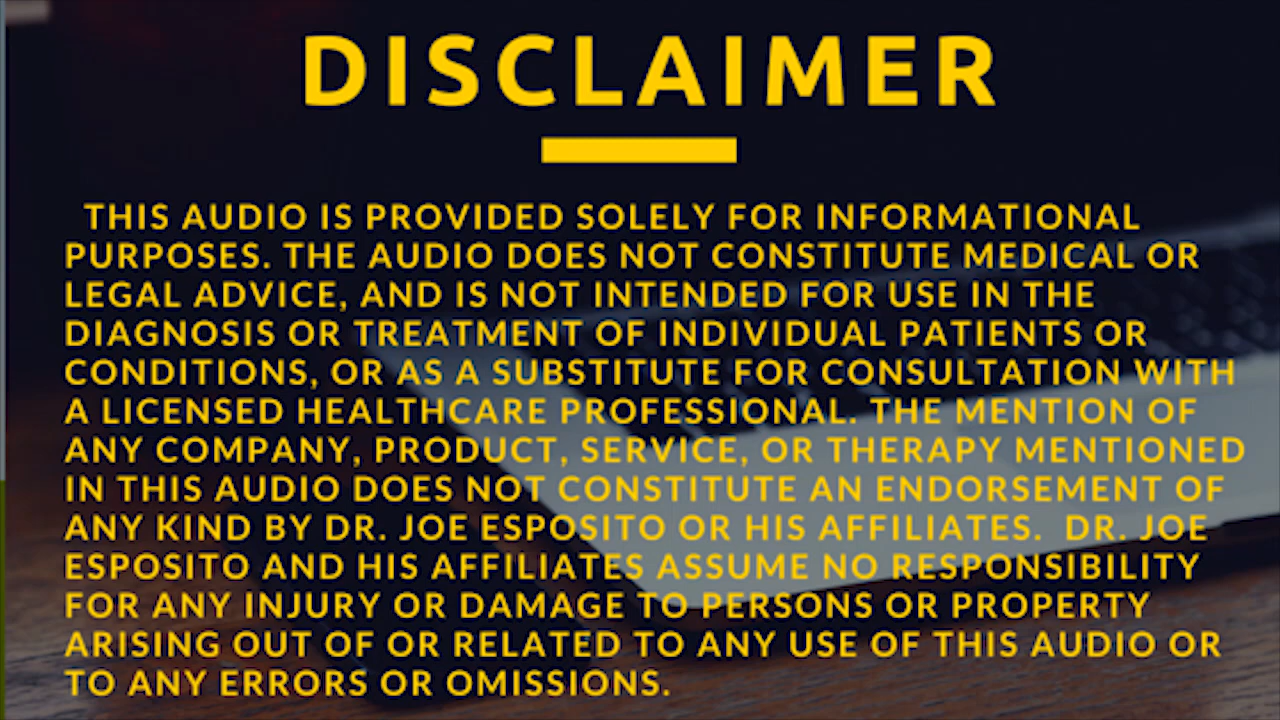 DISCLAIMER
THIS AUDIO IS PROVIDED SOLELY FOR INFORMATIONAL
PURPOSES. THE AUDIO DOES NOT CONSTITUTE MEDICAL OR
LEGAL ADVICE, AND IS NOT INTENDED FOR USE IN THE
DIAGNOSIS OR TREATMENT OF INDIVIDUAL PATIENTS OR
CONDITIONS, OR AS A SUBSTITUTE FOR CONSULTATION WITH
A LICENSED HEALTHCARE PROFESSIONAL. THE MENTION OF
ANY COMPANY, PRODUCT, SERVICE, OR THERAPY MENTIONED
IN THIS AUDIO DOES NOT CONSTITUTE AN ENDORSEMENT OF
ANY KIND BY DR. JOE ESPOSITO OR HIS AFFILIATES. DR. JOE
ESPOSITO AND HIS AFFILIATES ASSUME NO RESPONSIBILITY
FOR ANY INJURY OR DAMAGE TO PERSONS OR PROPERTY
ARISING OUT OF OR RELATED TO ANY USE OF THIS AUDIO OR
TO ANY ERRORS OR OMISSIONS.